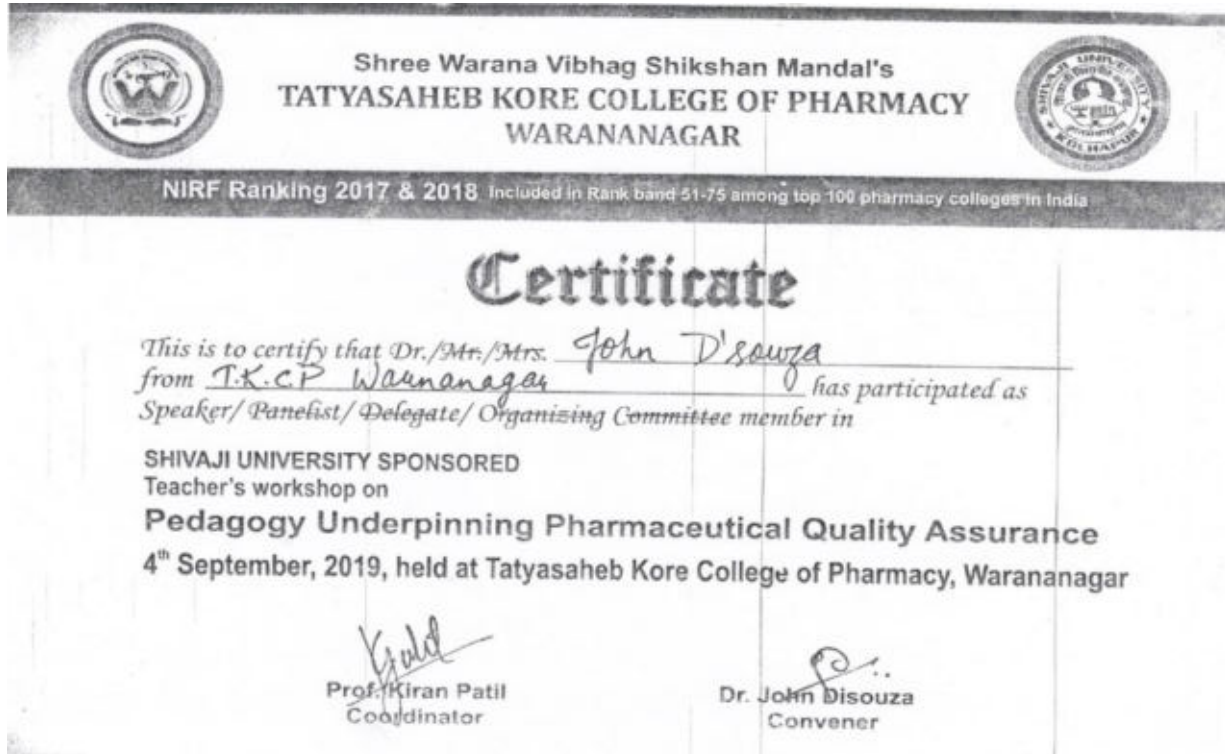 Shree Warana Vibhag Shikshan Mandal's
TATYASAHEB KORE COLLEGE OF PHARMACY
WARANANAGAR
SHIVAJI UNIVERSITY
KOLHAPUR
NIRF Ranking 2017 & 2018 Included in Rank band 51-75 among top 100 pharmacy colleges in India
Certificate
This is to certify that Dr./Mr./Mrs. John D'souza
from T.K.C.P Waunanagar has participated as
Speaker/ Panelist/ Delegate/ Organizing Committee member in
SHIVAJI UNIVERSITY SPONSORED
Teacher's workshop on
Pedagogy Underpinning Pharmaceutical Quality Assurance
4th September, 2019, held at Tatyasaheb Kore College of Pharmacy, Warananagar
Prof. Kiran Patil
Coordinator
Dr. John Disouza
Convener